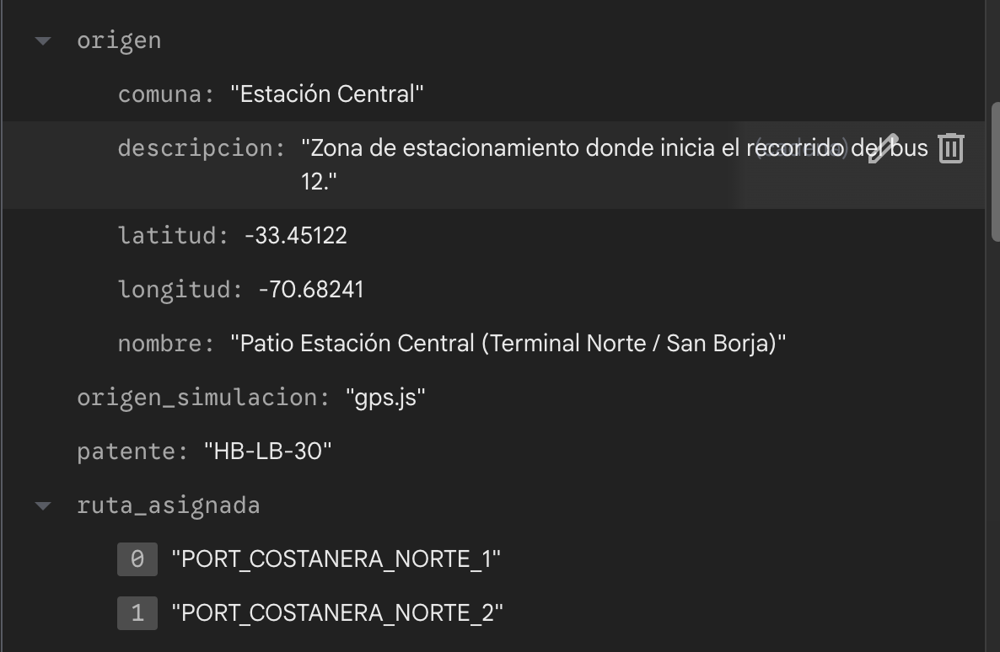 origen
comuna: "Estación Central"
descripcion: "Zona de estacionamiento donde inicia el recorrido del bus
12."
latitud: -33.45122
longitud: -70.68241
nombre: "Patio Estación Central (Terminal Norte / San Borja)"
origen_simulacion: "gps.js"
patente: "HB-LB-30"
ruta_asignada
0 "PORT_COSTANERA_NORTE_1"
1 "PORT_COSTANERA_NORTE_2"